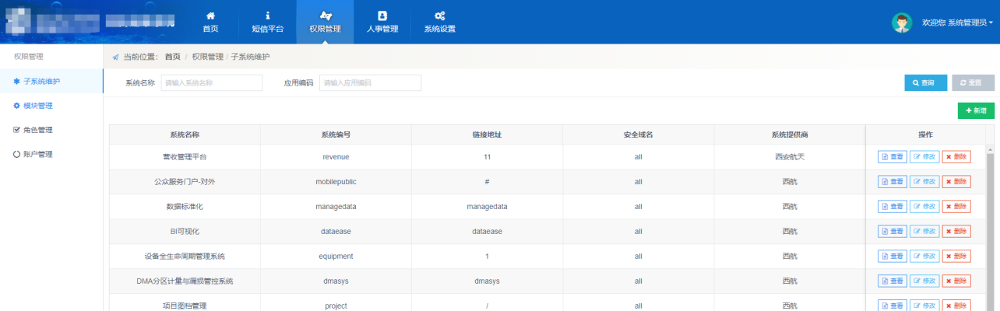 首页 短信平台 权限管理 人事管理 系统设置 欢迎您 系统管理员
权限管理
当前位置： 首页 / 权限管理 / 子系统维护
子系统维护
模块管理
角色管理
账户管理
系统名称 请输入系统名称 应用编码 请输入应用编码 查询 重置
新增
系统名称 系统编号 链接地址 安全域名 系统提供商 操作
营收管理平台 revenue 11 all 西安航天 查看 修改 删除
公众服务门户-对外 mobilepublic # all 西航 查看 修改 删除
数据标准化 managedata managedata all 西航 查看 修改 删除
BI可视化 dataease dataease all 西航 查看 修改 删除
设备全生命周期管理系统 equipment 1 all 西航 查看 修改 删除
DMA分区计量与漏损管控系统 dmasys dmasys all 西航 查看 修改 删除
项目图档管理 project / all 西航 查看 修改 删除